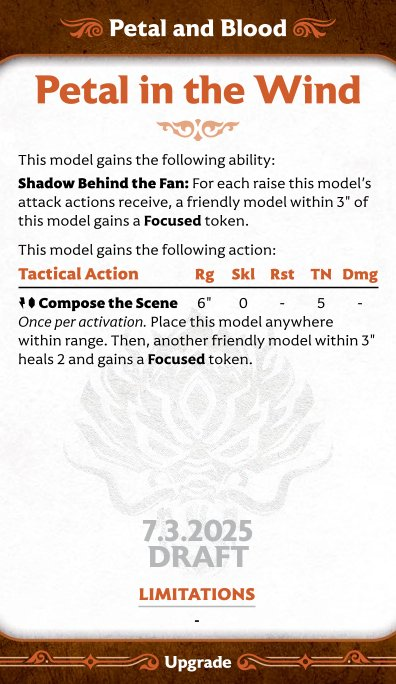 Petal and Blood
Petal in the Wind
This model gains the following ability:
Shadow Behind the Fan: For each raise this model's
attack actions receive, a friendly model within 3" of
this model gains a Focused token.
This model gains the following action:
Tactical Action Rg Skl Rst TN Dmg
Compose the Scene 6" 0 - 5 -
Once per activation. Place this model anywhere
within range. Then, another friendly model within 3"
heals 2 and gains a Focused token.
7.3.2025
DRAFT
LIMITATIONS
-
Upgrade